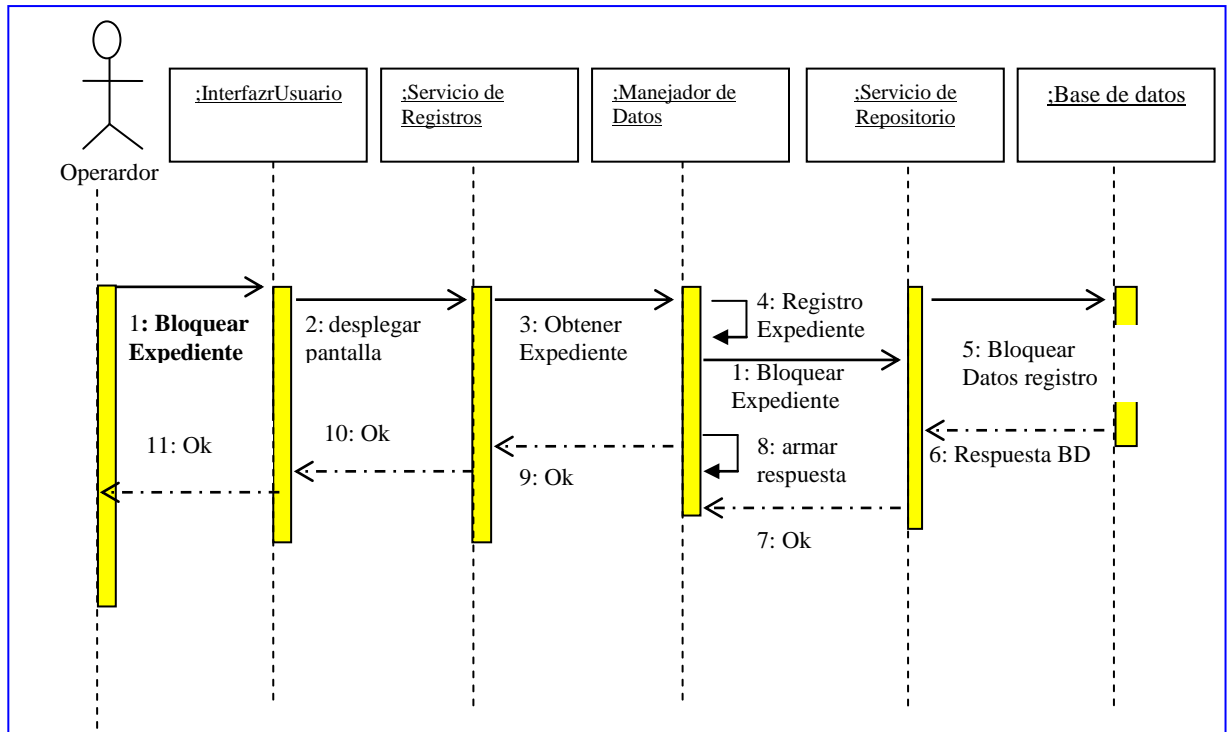 ;InterfazrUsuario
;Servicio de
Registros
;Manejador de
Datos
;Servicio de
Repositorio
;Base de datos
Operardor
1: Bloquear
Expediente
2: desplegar
pantalla
3: Obtener
Expediente
4: Registro
Expediente
1: Bloquear
Expediente
5: Bloquear
Datos registro
11: Ok
10: Ok
9: Ok
8: armar
respuesta
6: Respuesta BD
7: Ok